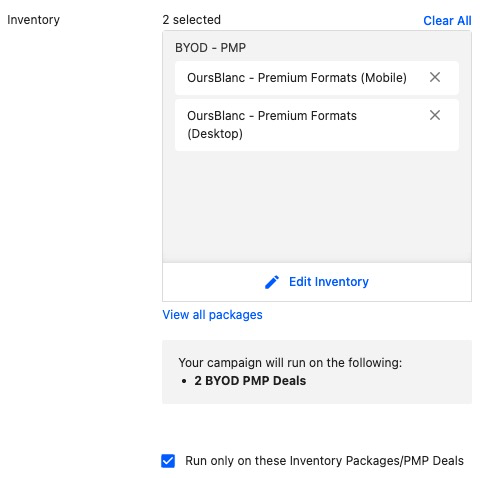 Inventory
2 selected
Clear All
BYOD - PMP
OursBlanc - Premium Formats (Mobile)
OursBlanc - Premium Formats
(Desktop)
Edit Inventory
View all packages
Your campaign will run on the following:
• 2 BYOD PMP Deals
Run only on these Inventory Packages/PMP Deals